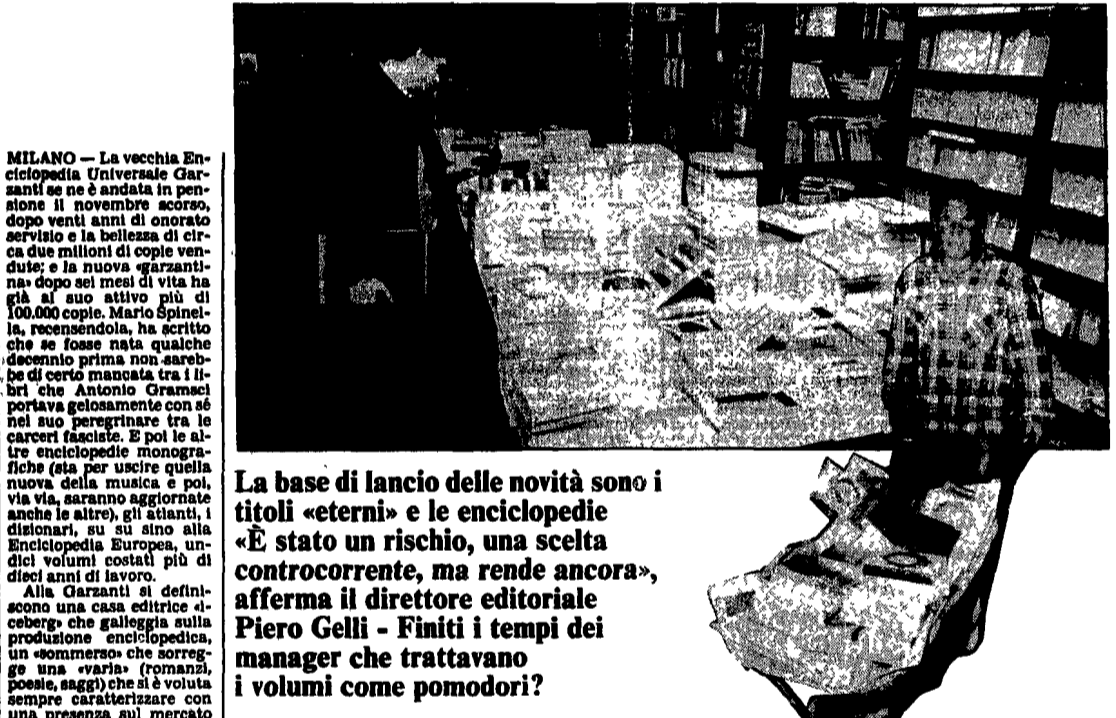 MILANO — La vecchia En-
ciclopedia Universale Gar-
zanti se ne è andata in pen-
sione il novembre scorso,
dopo venti anni di onorato
servizio e la bellezza di cir-
ca due milioni di copie ven-
dute; e la nuova «garzanti-
na» dopo sei mesi di vita ha
già al suo attivo più di
100.000 copie. Mario Spinel-
la, recensendola, ha scritto
che se fosse nata qualche
decennio prima non sareb-
be di certo mancata tra i li-
bri che Antonio Gramsci
portava gelosamente con sé
nel suo peregrinare tra le
carceri fasciste. E poi le al-
tre enciclopedie monogra-
fiche (sta per uscire quella
nuova della musica e poi,
via via, saranno aggiornate
anche le altre), gli atlanti, i
dizionari, su su sino alla
Enciclopedia Europea, un-
dici volumi costati più di
dieci anni di lavoro.
Alla Garzanti si defini-
scono una casa editrice «i-
ceberg» che galleggia sulla
produzione enciclopedica,
un «sommerso» che sorreg-
ge una «varia» (romanzi,
poesie, saggi) che si è voluta
sempre caratterizzare con
una presenza sul mercato
La base di lancio delle novità sono i
titoli «eterni» e le enciclopedie
«È stato un rischio, una scelta
controcorrente, ma rende ancora»,
afferma il direttore editoriale
Piero Gelli - Finiti i tempi dei
manager che trattavano
i volumi come pomodori?